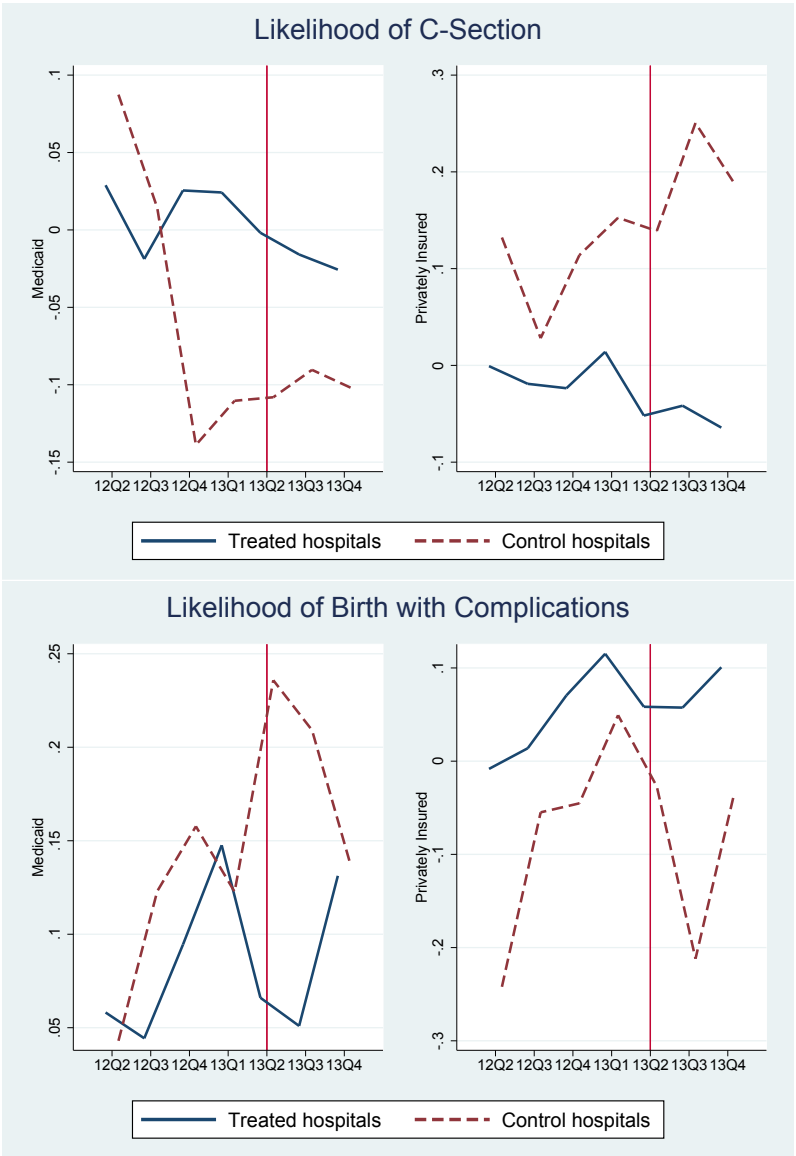 Likelihood of C-Section
Medicaid
.1
.05
0
-.05
-.1
-.15
12Q2 12Q3 12Q4 13Q1 13Q2 13Q3 13Q4
Privately Insured
.3
.2
.1
0
-.1
12Q2 12Q3 12Q4 13Q1 13Q2 13Q3 13Q4
Treated hospitals Control hospitals
Likelihood of Birth with Complications
Medicaid
.25
.2
.15
.1
.05
12Q2 12Q3 12Q4 13Q1 13Q2 13Q3 13Q4
Privately Insured
.1
0
-.1
-.2
-.3
12Q2 12Q3 12Q4 13Q1 13Q2 13Q3 13Q4
Treated hospitals Control hospitals